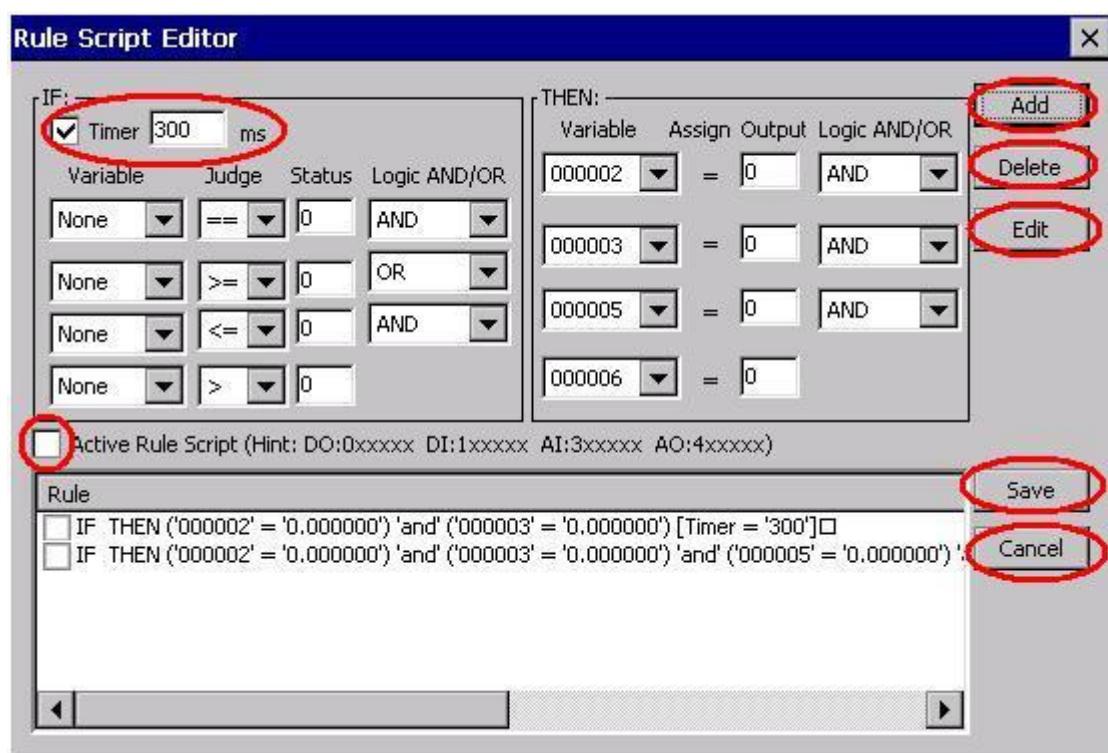 Rule Script Editor
IF:
Timer 300 ms
Variable Judge Status Logic AND/OR
None == 0 AND
None >= 0 OR
None <= 0 AND
None > 0
THEN:
Variable Assign Output Logic AND/OR
000002 = 0 AND
000003 = 0 AND
000005 = 0 AND
000006 = 0
Add
Delete
Edit
Active Rule Script (Hint: DO:0xxxxx DI:1xxxxx AI:3xxxxx AO:4xxxxx)
Rule
IF THEN ('000002' = '0.000000') 'and' ('000003' = '0.000000') [Timer = '300']
IF THEN ('000002' = '0.000000') 'and' ('000003' = '0.000000') 'and' ('000005' = '0.000000')
Save
Cancel